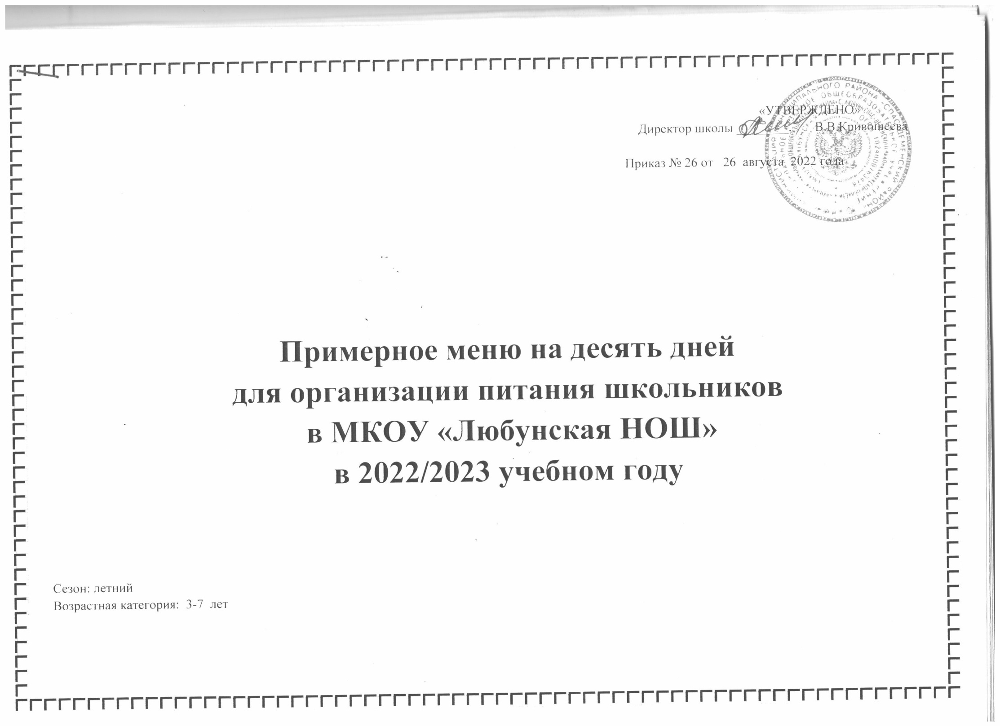 «УТВЕРЖДЕНО»
Директор школы __________ В.В.Кривошеева
Приказ № 26 от 26 августа 2022 года
Примерное меню на десять дней
для организации питания школьников
в МКОУ «Любунская НОШ»
в 2022/2023 учебном году
Сезон: летний
Возрастная категория: 3-7 лет